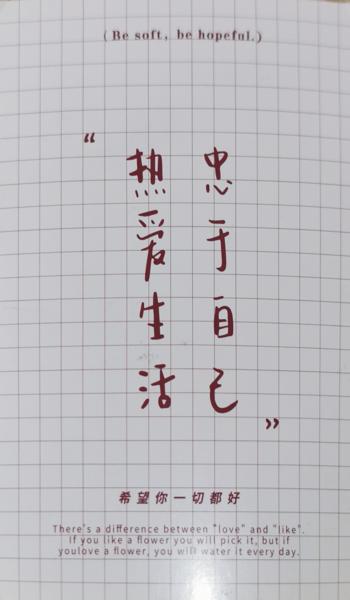 (Be soft, be hopeful.)
“
忠于自己
热爱生活
”
希望你一切都好
There's a difference between "love" and "like".
If you like a flower you will pick it, but if
youlove a flower, you will water it every day.